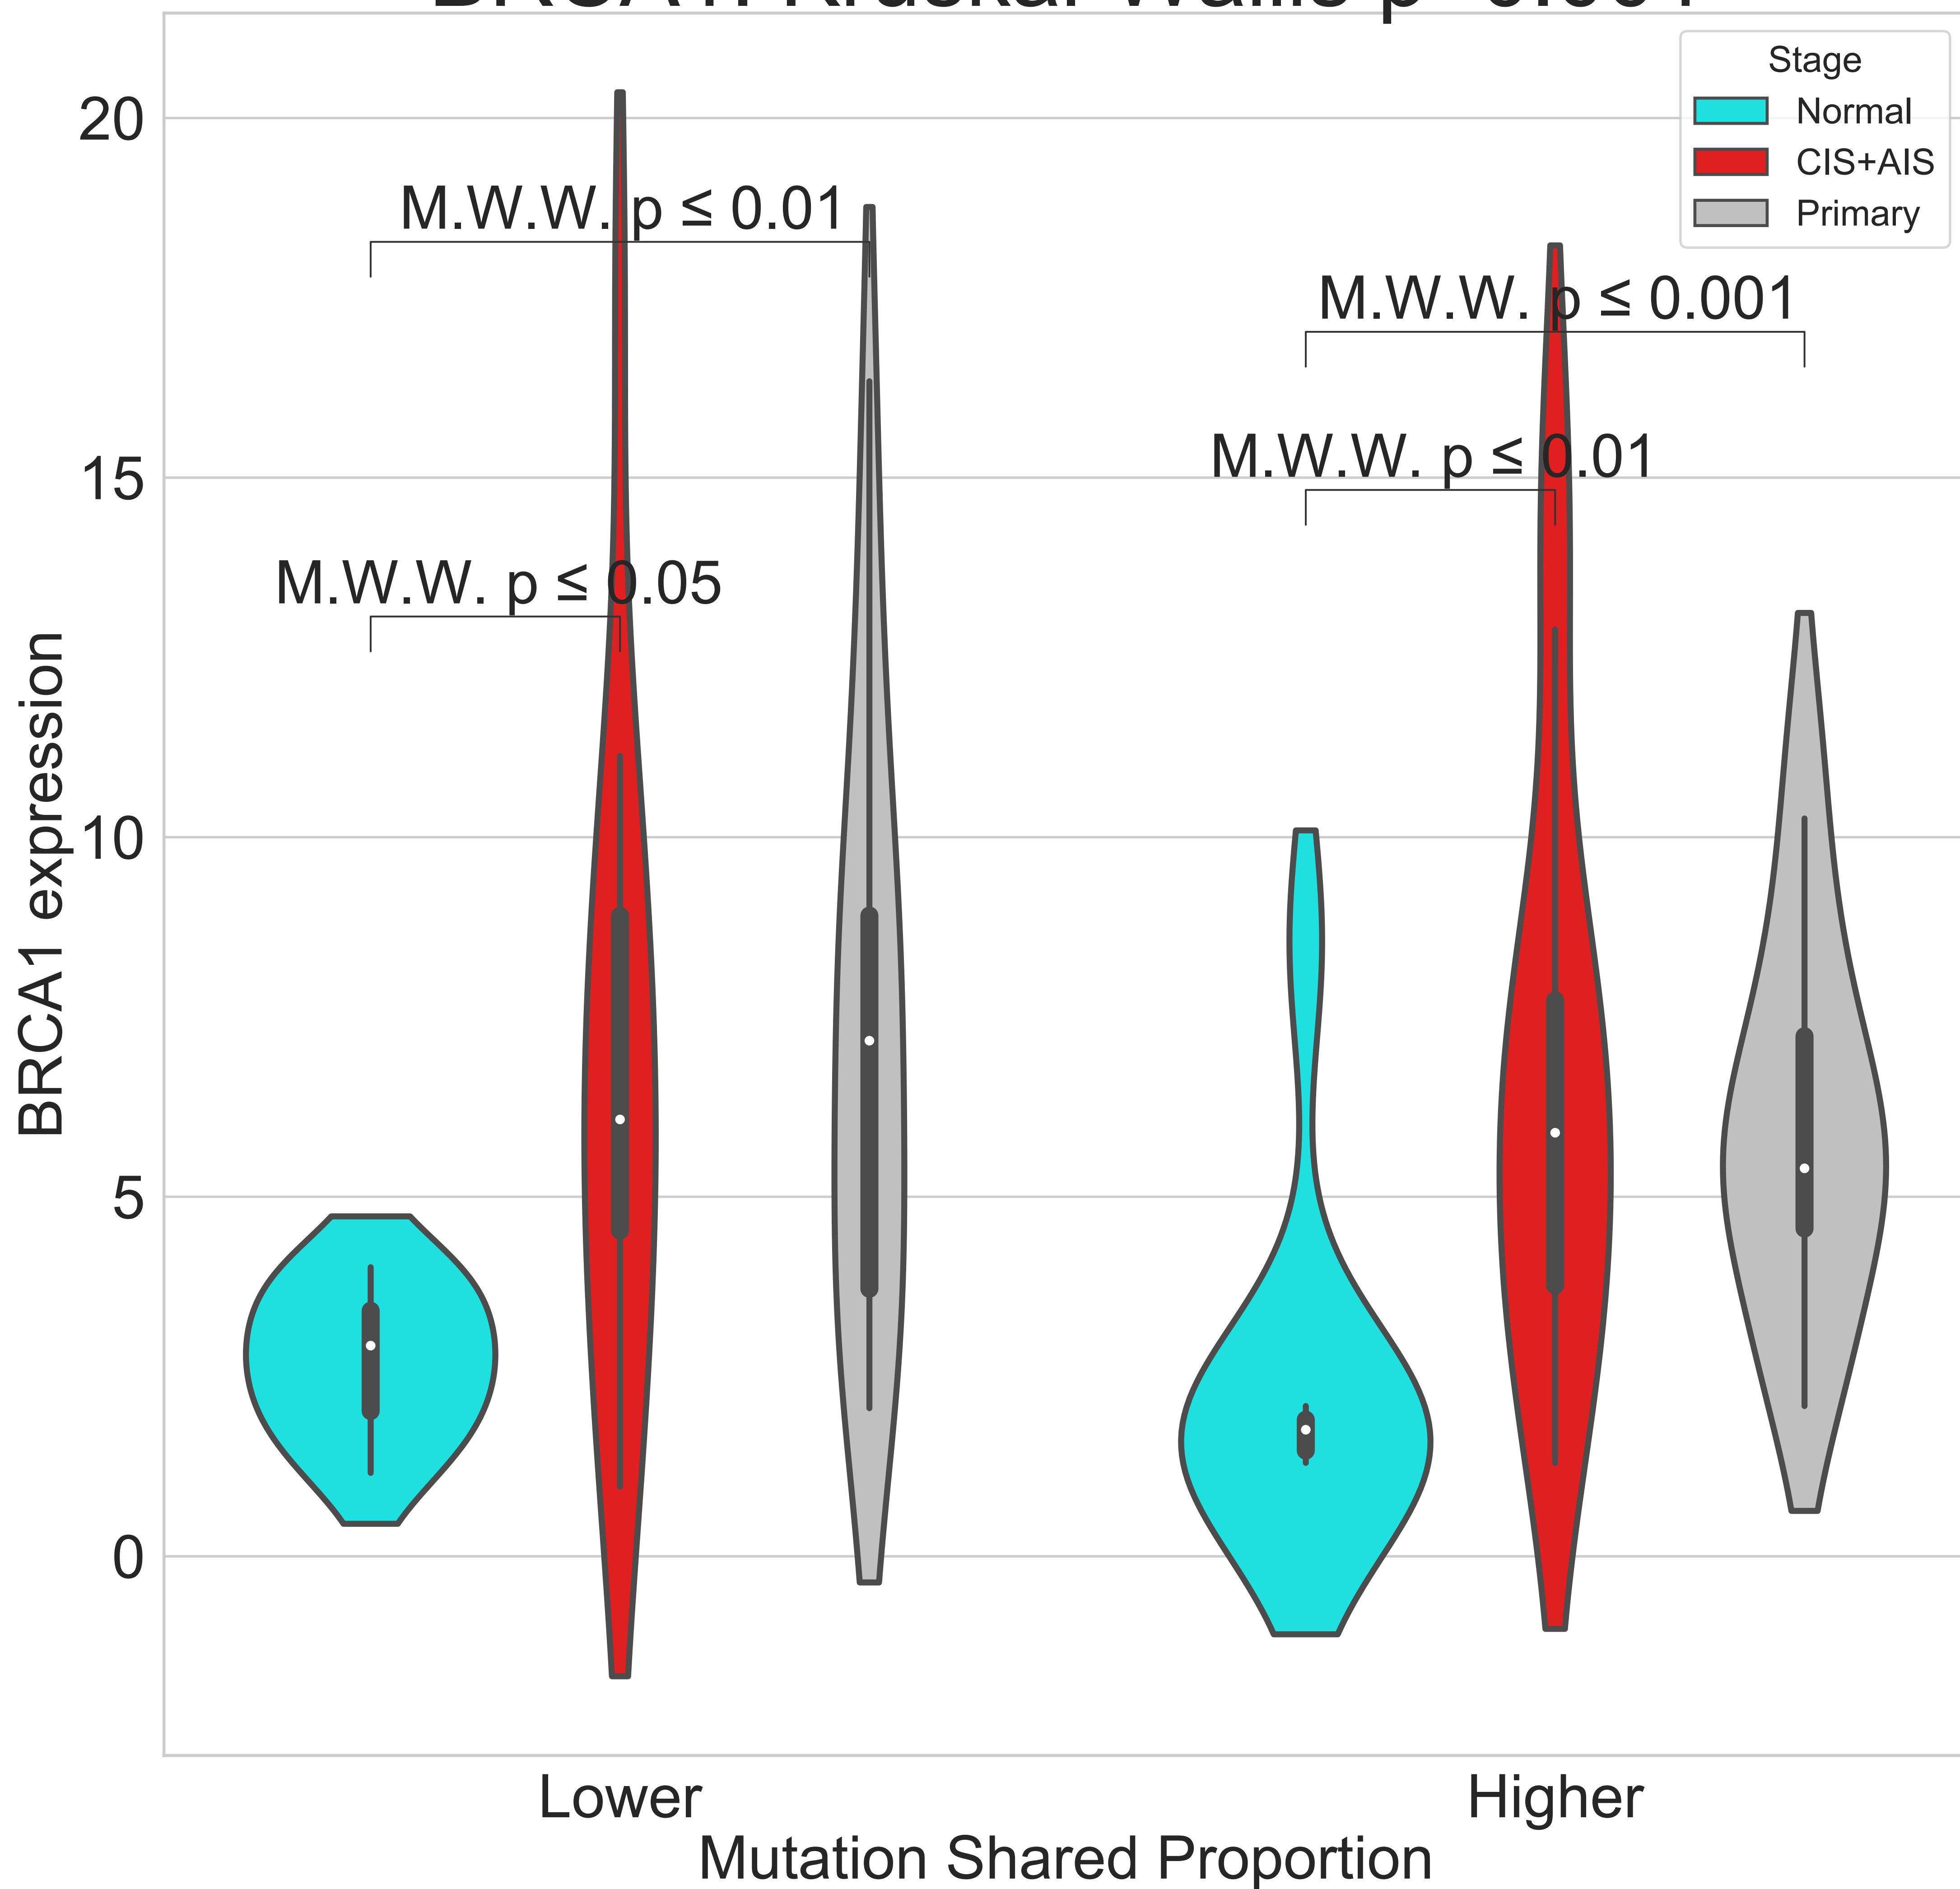 Stage
Normal
CIS+AIS
Primary
20
15
10
5
0
BRCA1 expression
M.W.W. p ≤ 0.01
M.W.W. p ≤ 0.05
M.W.W. p ≤ 0.001
M.W.W. p ≤ 0.01
Lower
Higher
Mutation Shared Proportion